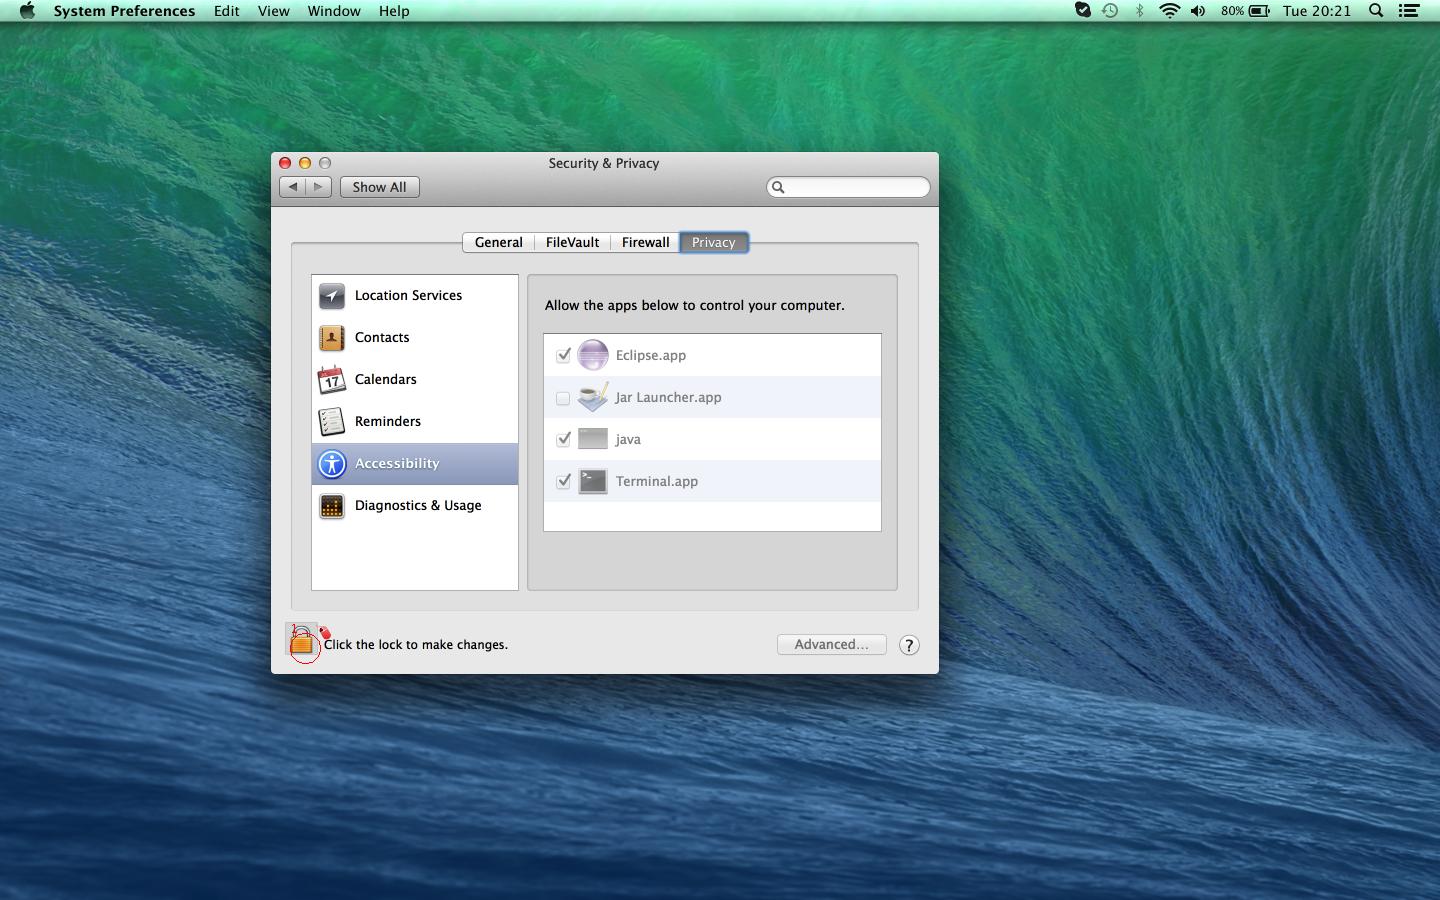 System Preferences Edit View Window Help 80% Tue 20:21
Security & Privacy
Show All
General FileVault Firewall Privacy
Location Services
Contacts
17
Calendars
Reminders
Accessibility
Diagnostics & Usage
Allow the apps below to control your computer.
Eclipse.app
Jar Launcher.app
java
Terminal.app
1
Click the lock to make changes.
Advanced...
?